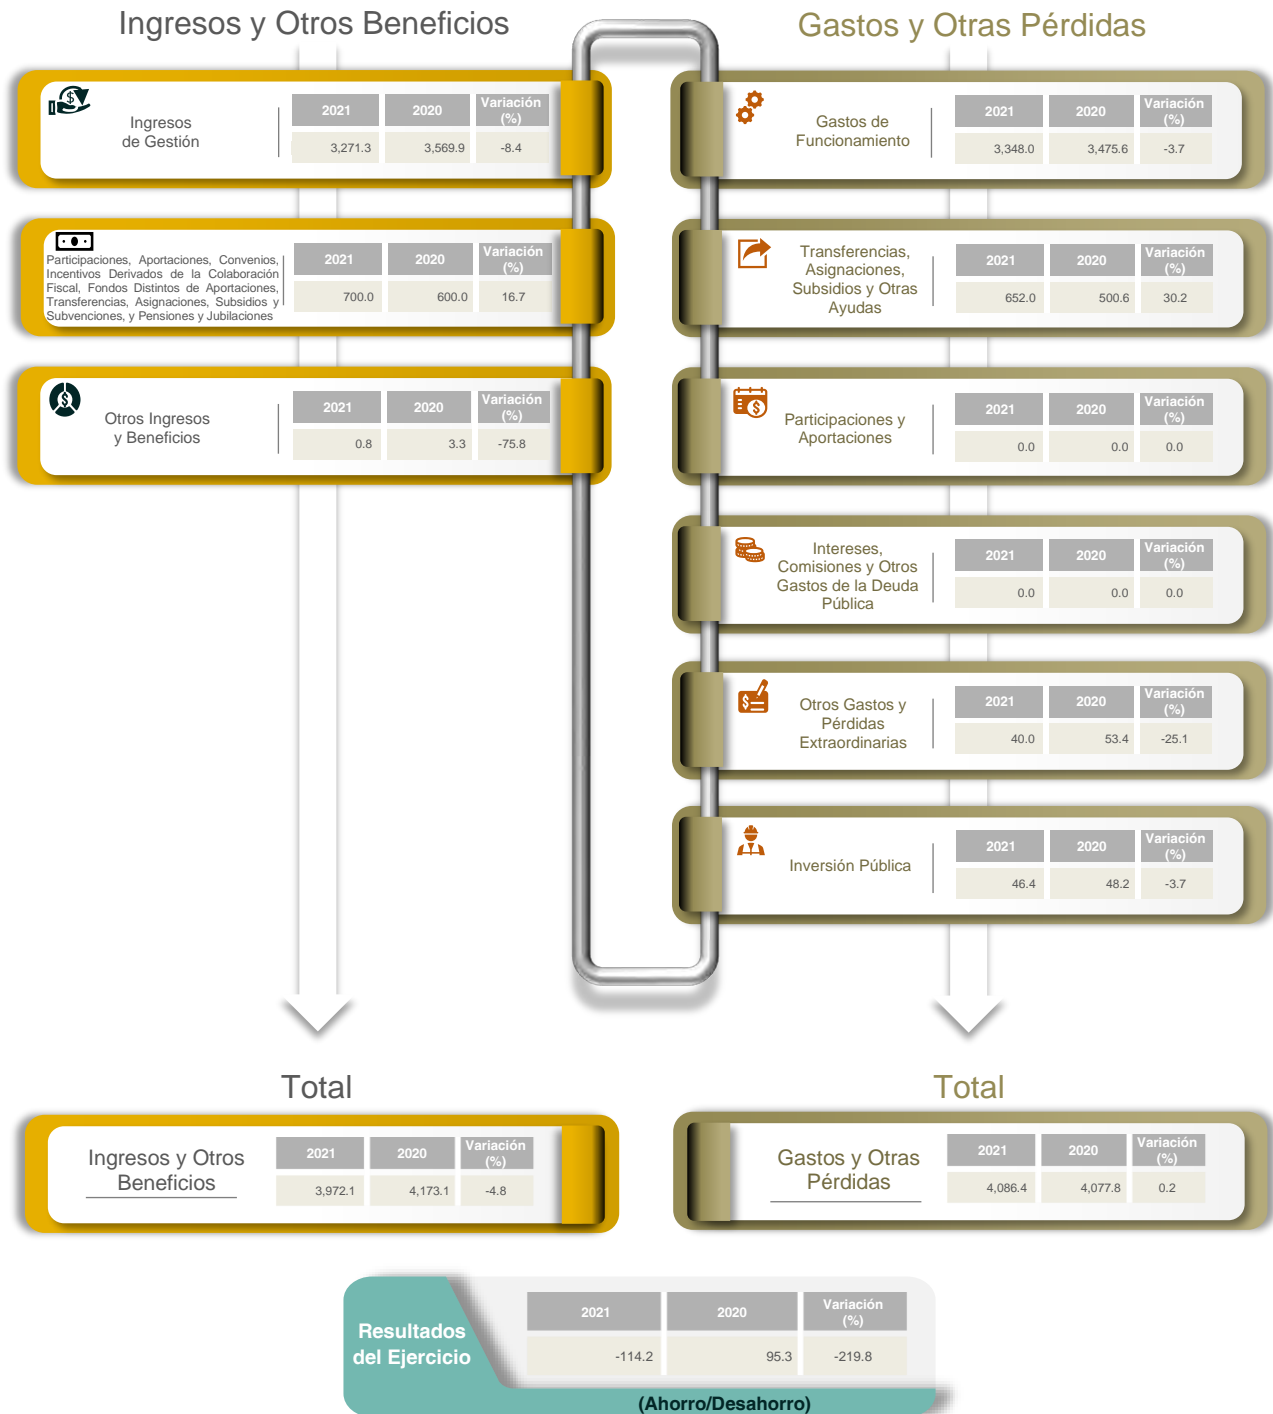 Ingresos y Otros Beneficios
Ingresos
de Gestión
2021 2020 Variación
(%)
3,271.3 3,569.9 -8.4
Participaciones, Aportaciones, Convenios,
Incentivos Derivados de la Colaboración
Fiscal, Fondos Distintos de Aportaciones,
Transferencias, Asignaciones, Subsidios y
Subvenciones, y Pensiones y Jubilaciones
2021 2020 Variación
(%)
700.0 600.0 16.7
Otros Ingresos
y Beneficios
2021 2020 Variación
(%)
0.8 3.3 -75.8
Gastos y Otras Pérdidas
Gastos de
Funcionamiento
2021 2020 Variación
(%)
3,348.0 3,475.6 -3.7
Transferencias,
Asignaciones,
Subsidios y Otras
Ayudas
2021 2020 Variación
(%)
652.0 500.6 30.2
Participaciones y
Aportaciones
2021 2020 Variación
(%)
0.0 0.0 0.0
Intereses,
Comisiones y Otros
Gastos de la Deuda
Pública
2021 2020 Variación
(%)
0.0 0.0 0.0
Otros Gastos y
Pérdidas
Extraordinarias
2021 2020 Variación
(%)
40.0 53.4 -25.1
Inversión Pública
2021 2020 Variación
(%)
46.4 48.2 -3.7
Total
Ingresos y Otros
Beneficios
2021 2020 Variación
(%)
3,972.1 4,173.1 -4.8
Total
Gastos y Otras
Pérdidas
2021 2020 Variación
(%)
4,086.4 4,077.8 0.2
Resultados
del Ejercicio
2021 2020 Variación
(%)
-114.2 95.3 -219.8
(Ahorro/Desahorro)